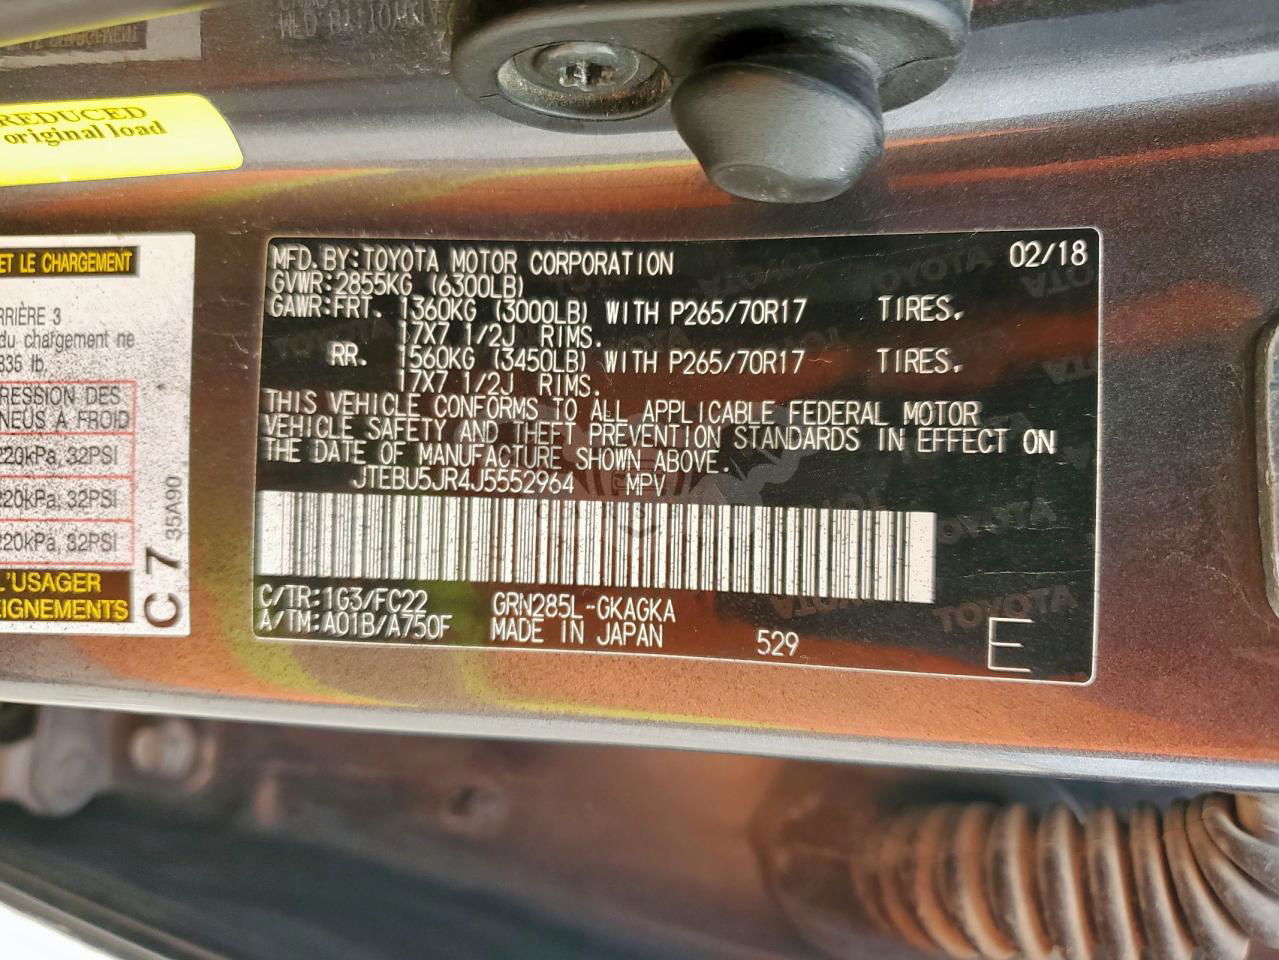 REDUCED
original load
ET LE CHARGEMENT
RRIÈRE 3
du chargement ne
835 lb.
RESSION DES
NEUS À FROID
220kPa, 32PSI
220kPa, 32PSI
220kPa, 32PSI
L'USAGER
EIGNEMENTS
C 7
35A90
MFD. BY: TOYOTA MOTOR CORPORATION 02/18
GVWR: 2855KG (6300LB)
GAWR: FRT. 1360KG (3000LB) WITH P265/70R17 TIRES.
17X7 1/2J RIMS.
RR. 1560KG (3450LB) WITH P265/70R17 TIRES.
17X7 1/2J RIMS.
THIS VEHICLE CONFORMS TO ALL APPLICABLE FEDERAL MOTOR
VEHICLE SAFETY AND THEFT PREVENTION STANDARDS IN EFFECT ON
THE DATE OF MANUFACTURE SHOWN ABOVE.
JTEBU5JR4J5552964 MPV
C/TR: 1G3/FC22 GRN285L-GKAGKA
A/TM: A01B/A750F MADE IN JAPAN 529 E